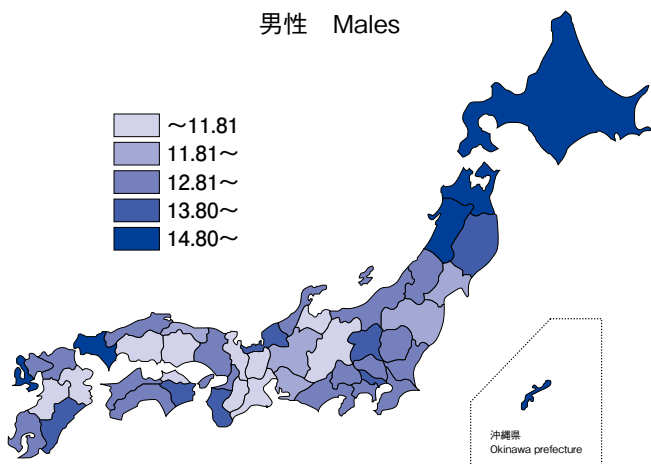 男性　Males
～11.81
11.81～
12.81～
13.80～
14.80～
沖縄県
Okinawa prefecture